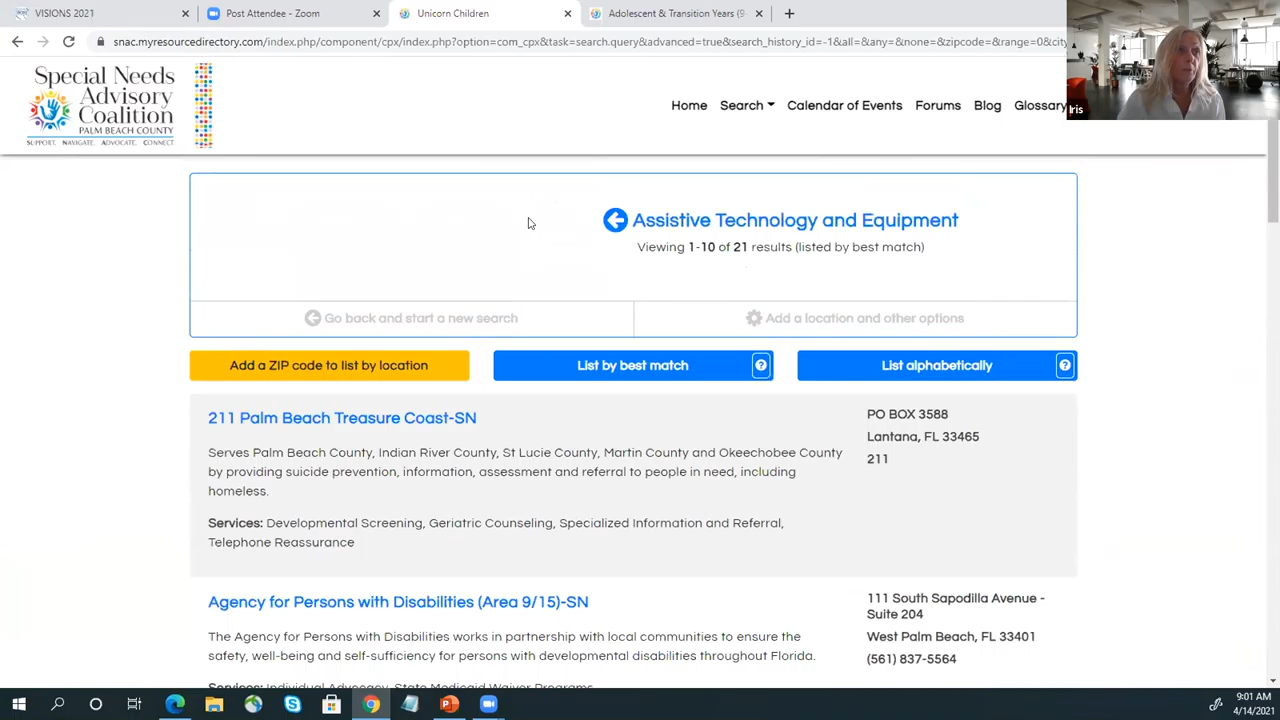 VISIONS 2021
Post Attendee - Zoom
Unicorn Children
Adolescent & Transition Years (9-
snac.myresourcedirectory.com/index.php/component/cpx/index.php?option=com_cpx&task=search.query&advanced=true&search_history_id=-1&all=&any=&none=&zipcode=&range=0&city
Iris
Special Needs
Advisory
Coalition
PALM BEACH COUNTY
SUPPORT. NAVIGATE. ADVOCATE. CONNECT
Home
Search
Calendar of Events
Forums
Blog
Glossary
Assistive Technology and Equipment
Viewing 1-10 of 21 results (listed by best match)
Go back and start a new search
Add a location and other options
Add a ZIP code to list by location
List by best match
?
List alphabetically
?
211 Palm Beach Treasure Coast-SN
Serves Palm Beach County, Indian River County, St Lucie County, Martin County and Okeechobee County
by providing suicide prevention, information, assessment and referral to people in need, including
homeless.
Services: Developmental Screening, Geriatric Counseling, Specialized Information and Referral,
Telephone Reassurance
PO BOX 3588
Lantana, FL 33465
211
Agency for Persons with Disabilities (Area 9/15)-SN
The Agency for Persons with Disabilities works in partnership with local communities to ensure the
safety, well-being and self-sufficiency for persons with developmental disabilities throughout Florida.
Services: Individual Advocacy, State Medicaid Waiver Programs
111 South Sapodilla Avenue -
Suite 204
West Palm Beach, FL 33401
(561) 837-5564
9:01 AM
4/14/2021